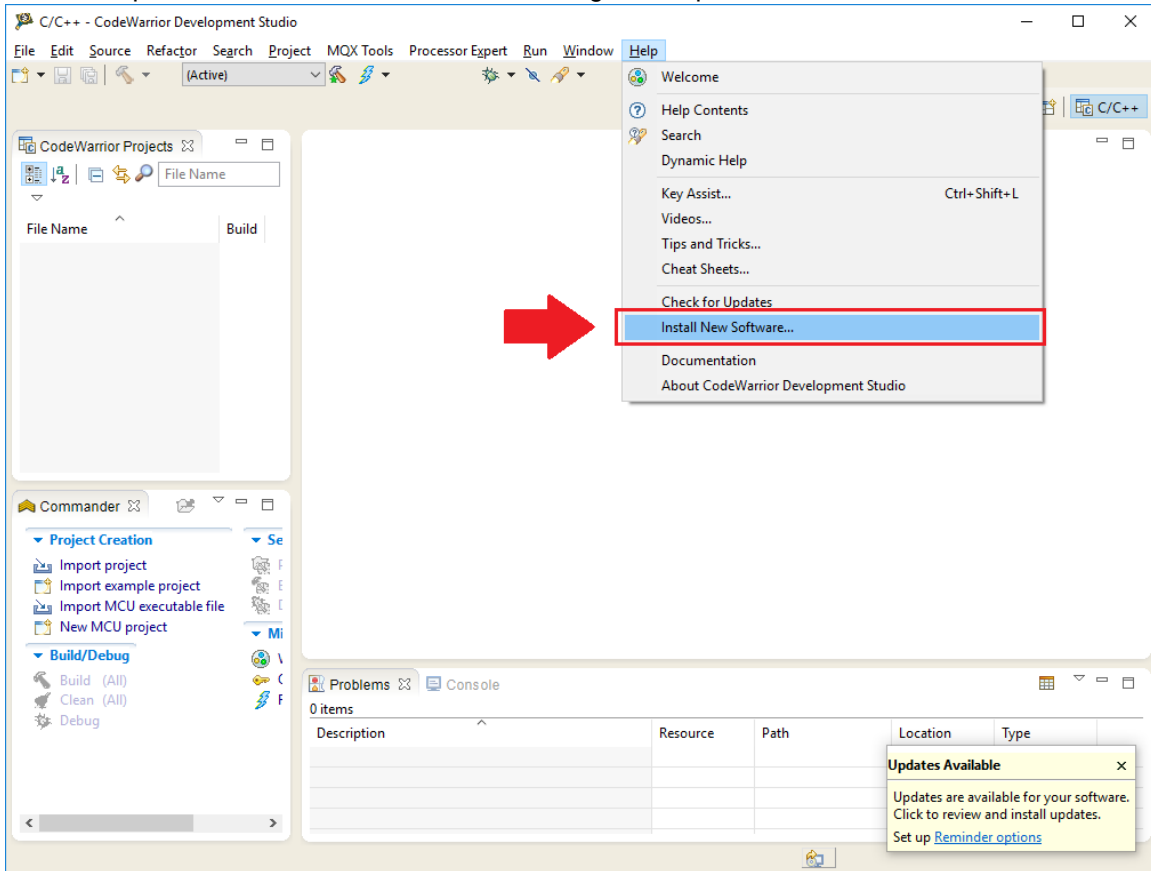 C/C++ - CodeWarrior Development Studio
File Edit Source Refactor Search Project MQX Tools Processor Expert Run Window Help
(Active)
C/C++
Welcome
Help Contents
Search
Dynamic Help
Key Assist... Ctrl+Shift+L
Videos...
Tips and Tricks...
Cheat Sheets...
Check for Updates
Install New Software...
Documentation
About CodeWarrior Development Studio
CodeWarrior Projects
File Name
File Name Build
Commander
Project Creation
Import project
Import example project
Import MCU executable file
New MCU project
Build/Debug
Build (All)
Clean (All)
Debug
Se
Mi
Problems Console
0 items
Description Resource Path Location Type
Updates Available
Updates are available for your software.
Click to review and install updates.
Set up Reminder options